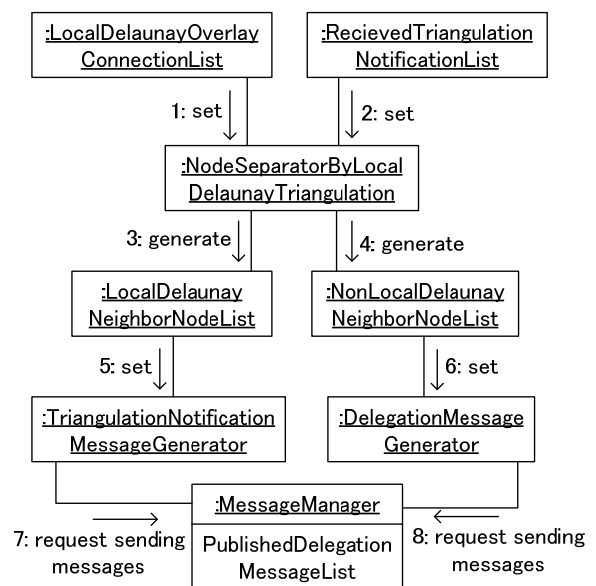 :LocalDelaunayOverlay
ConnectionList
:RecievedTriangulation
NotificationList
1: set
2: set
:NodeSeparatorByLocal
DelaunayTriangulation
3: generate
4: generate
:LocalDelaunay
NeighborNodeList
:NonLocalDelaunay
NeighborNodeList
5: set
6: set
:TriangulationNotification
MessageGenerator
:DelegationMessage
Generator
:MessageManager
PublishedDelegation
MessageList
7: request sending
messages
8: request sending
messages